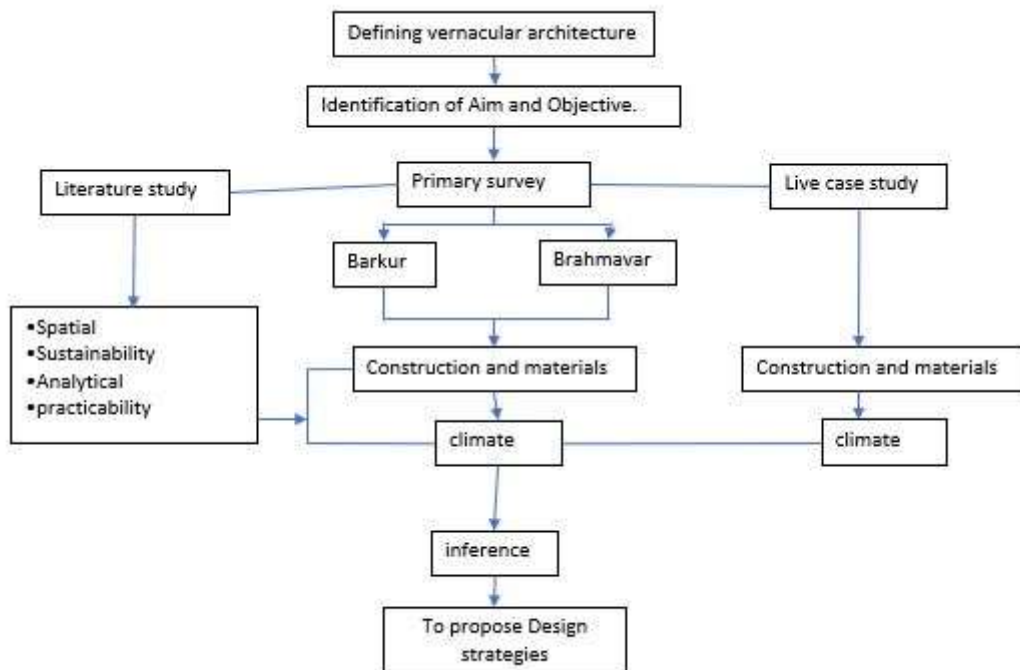 Defining vernacular architecture
Identification of Aim and Objective.
Literature study
Primary survey
Live case study
Barkur
Brahmavar
•Spatial
•Sustainability
•Analytical
•practicability
Construction and materials
Construction and materials
climate
climate
inference
To propose Design
strategies